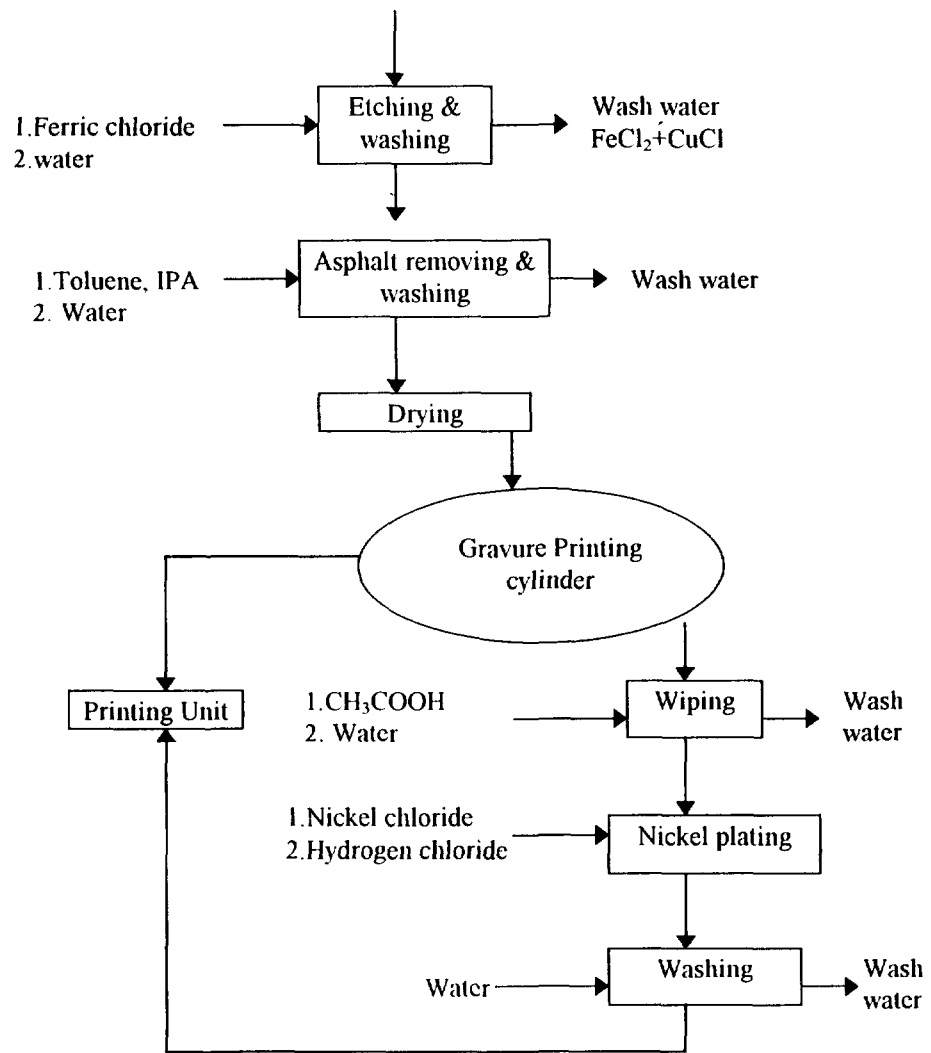 Etching &
washing
1.Ferric chloride
2.water
Wash water
FeCl₂+CuCl
Asphalt removing &
washing
1.Toluene, IPA
2. Water
Wash water
Drying
Gravure Printing
cylinder
Printing Unit
1.CH₃COOH
2. Water
Wiping
Wash
water
1.Nickel chloride
2.Hydrogen chloride
Nickel plating
Washing
Water
Wash
water